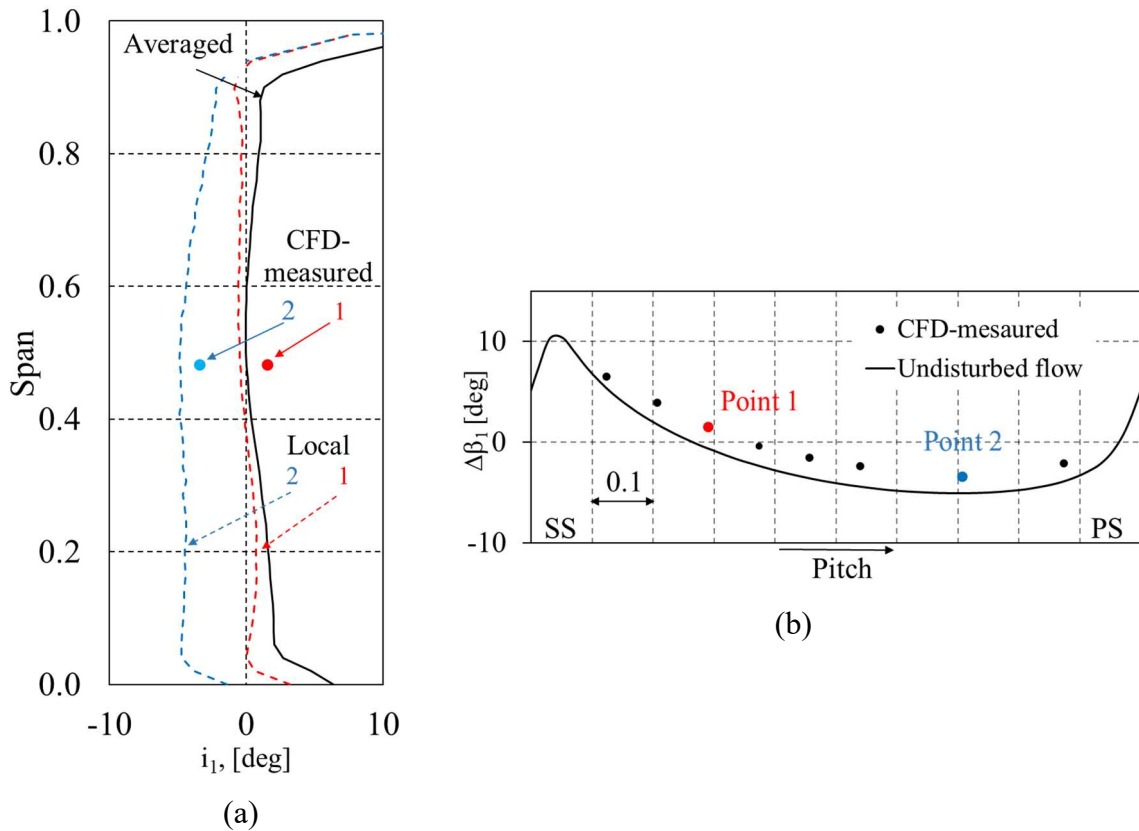 1.0
Averaged
0.8
CFD-
measured
0.6
2 1
Span
0.4
Local
2 1
0.2
0.0
-10 0 10
i₁, [deg]
(a)
10
0
-10
Δβ₁ [deg]
CFD-mesaured
Undisturbed flow
Point 1
Point 2
0.1
SS
PS
Pitch
(b)